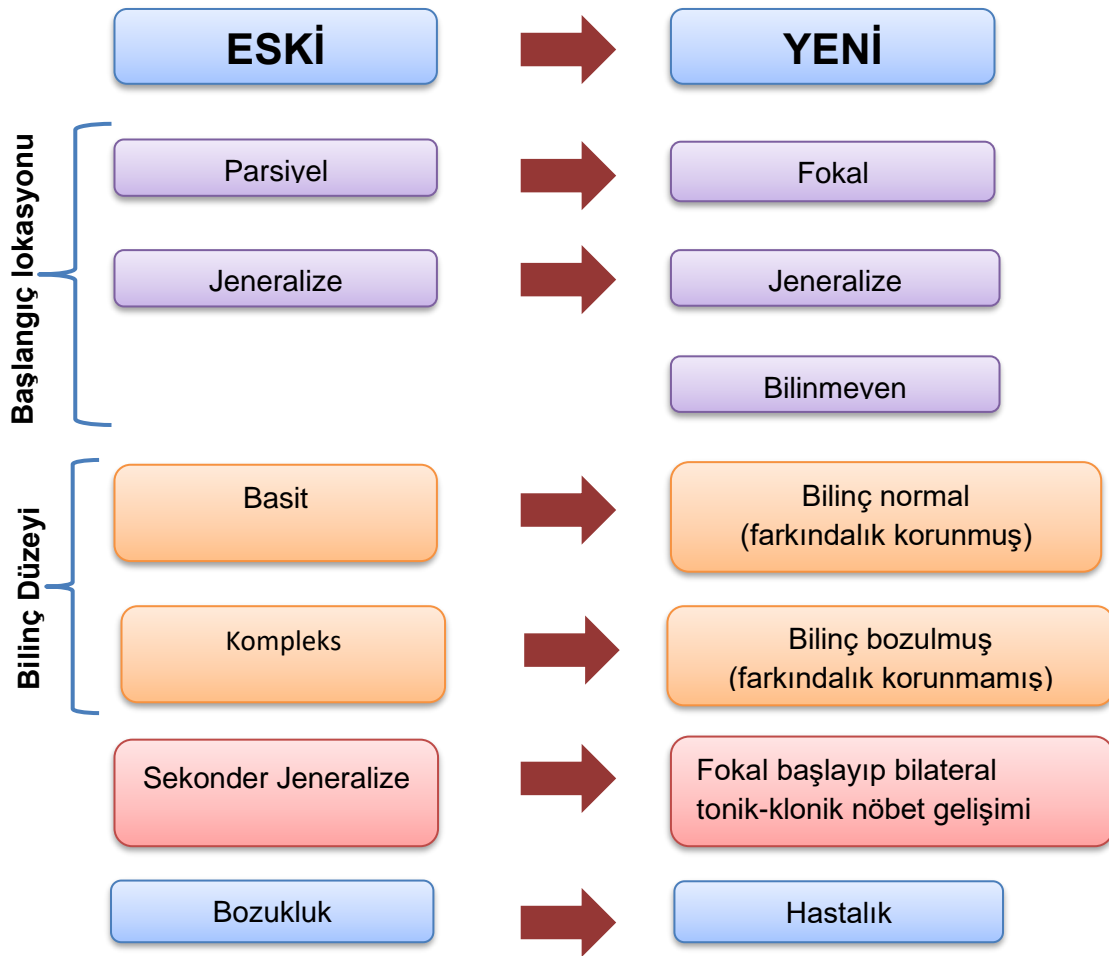 ESKİ
YENİ
Başlangıç lokasyonu
Parsiyel
Fokal
Jeneralize
Jeneralize
Bilinmeyen
Bilinç Düzeyi
Basit
Bilinç normal
(farkındalık korunmuş)
Kompleks
Bilinç bozulmuş
(farkındalık korunmamış)
Sekonder Jeneralize
Fokal başlayıp bilateral
tonik-klonik nöbet gelişimi
Bozukluk
Hastalık